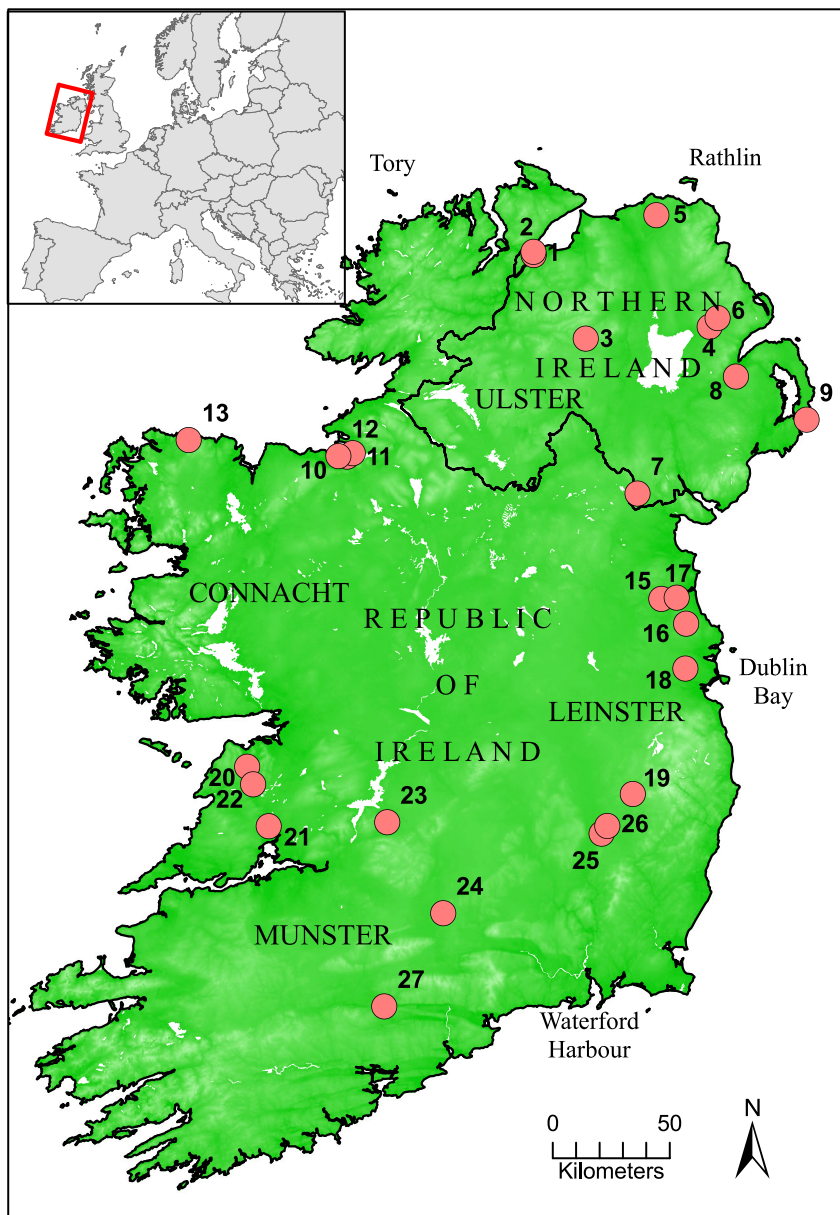 Tory
Rathlin
2
1
5
NORTHERN
6
3
4
IRELAND
8
ULSTER
9
13
12
10
11
7
CONNACHT
15
17
REPUBLIC
16
18
Dublin
Bay
OF
LEINSTER
IRELAND
20
22
19
23
26
21
25
24
MUNSTER
27
Waterford
Harbour
0
50
Kilometers
N